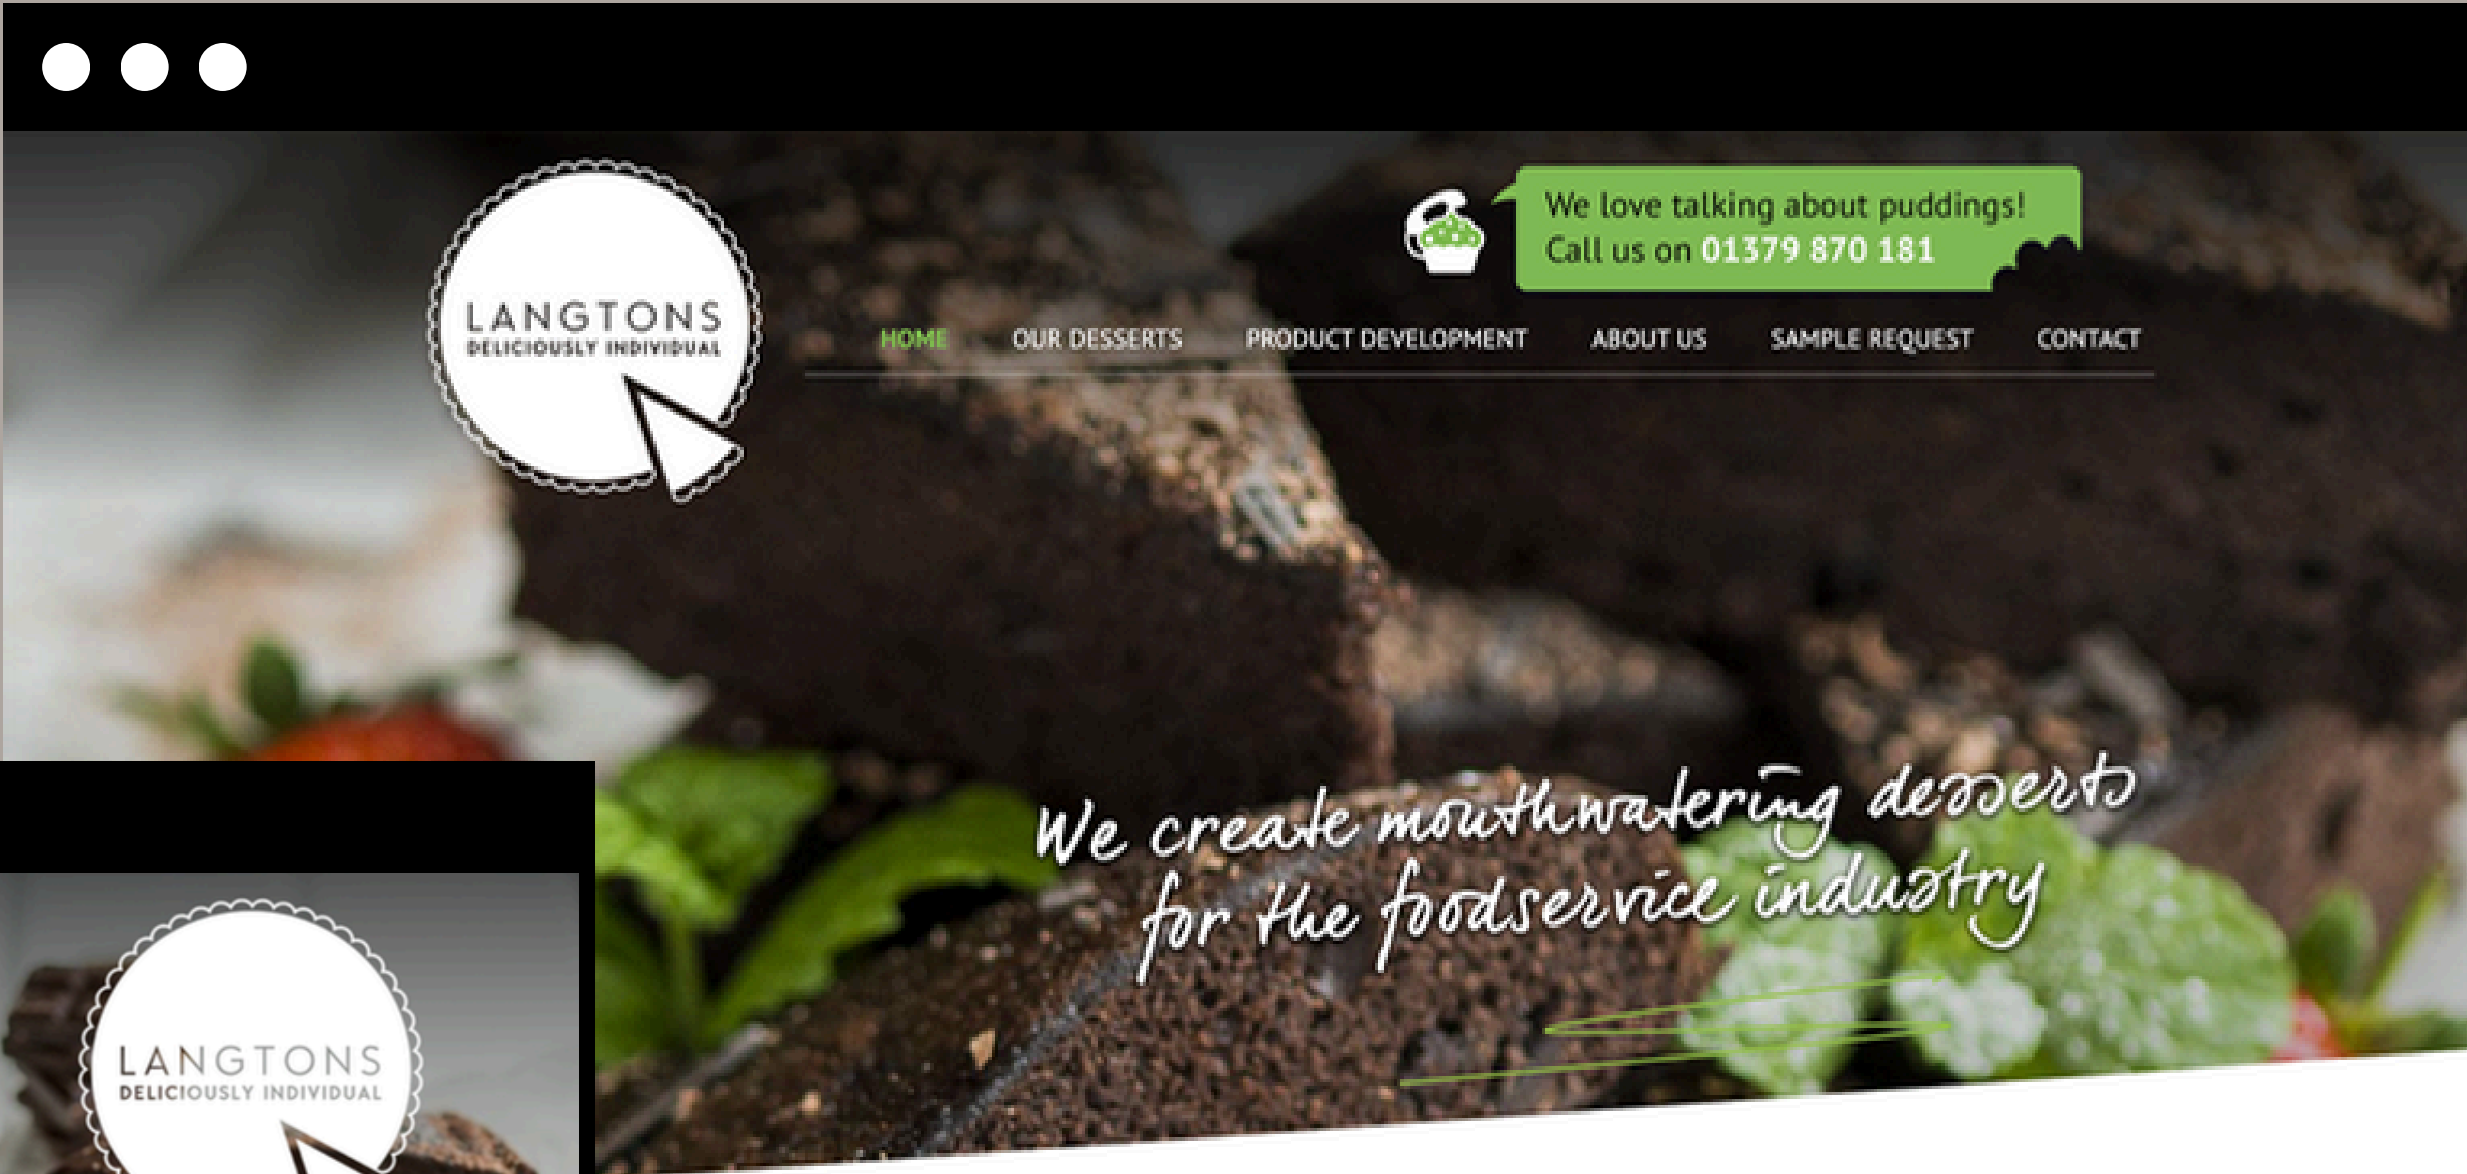 LANGTONS
DELICIOUSLY INDIVIDUAL
We love talking about puddings!
Call us on 01379 870 181
HOME OUR DESSERTS PRODUCT DEVELOPMENT ABOUT US SAMPLE REQUEST CONTACT
We create mouthwatering desserts
for the foodservice industry
LANGTONS
DELICIOUSLY INDIVIDUAL